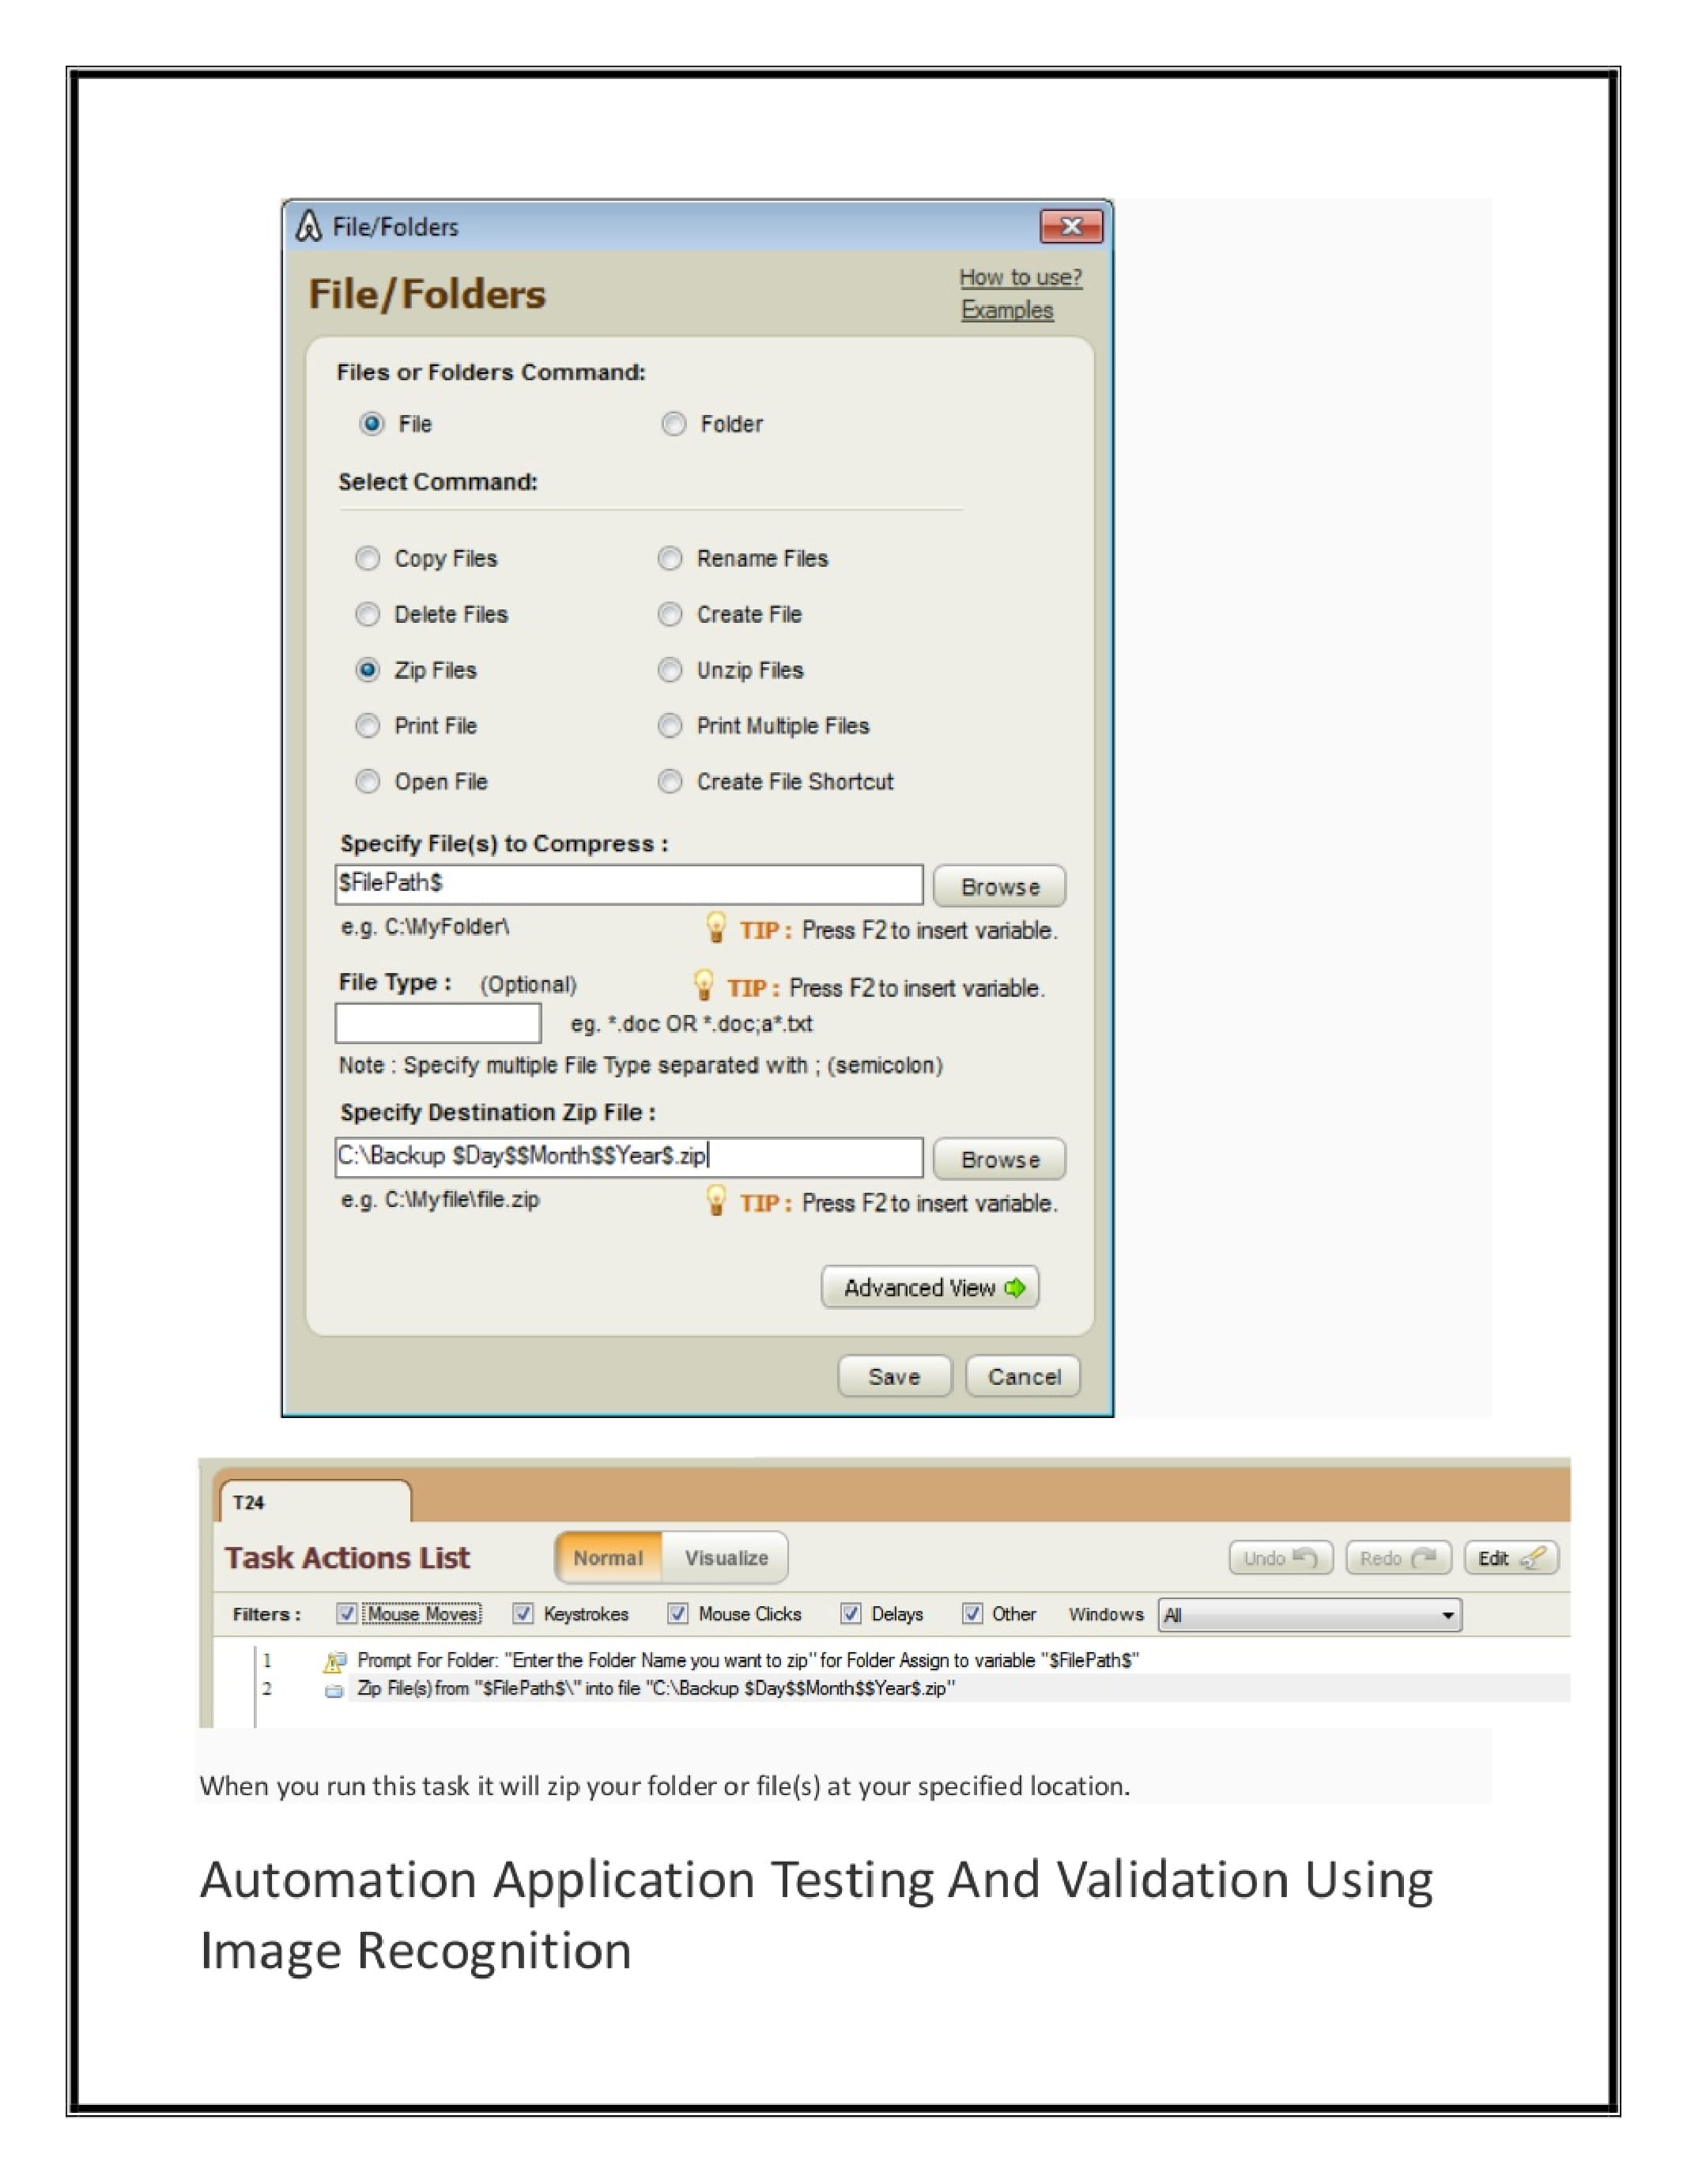 File/Folders
File/Folders
How to use?
Examples
Files or Folders Command:
File Folder
Select Command:
Copy Files Rename Files
Delete Files Create File
Zip Files Unzip Files
Print File Print Multiple Files
Open File Create File Shortcut
Specify File(s) to Compress :
$FilePath$ Browse
e.g. C:\MyFolder\ TIP : Press F2 to insert variable.
File Type : (Optional) TIP : Press F2 to insert variable.
eg. *.doc OR *.doc;a*.txt
Note : Specify multiple File Type separated with ; (semicolon)
Specify Destination Zip File :
C:\Backup $Day$$Month$$Year$.zip Browse
e.g. C:\Myfile\file.zip TIP : Press F2 to insert variable.
Advanced View
Save Cancel
T24
Task Actions List Normal Visualize Undo Redo Edit
Filters : Mouse Moves Keystrokes Mouse Clicks Delays Other Windows All
1 Prompt For Folder: "Enter the Folder Name you want to zip" for Folder Assign to variable "$FilePath$"
2 Zip File(s) from "$FilePath$\" into file "C:\Backup $Day$$Month$$Year$.zip"
When you run this task it will zip your folder or file(s) at your specified location.
Automation Application Testing And Validation Using
Image Recognition